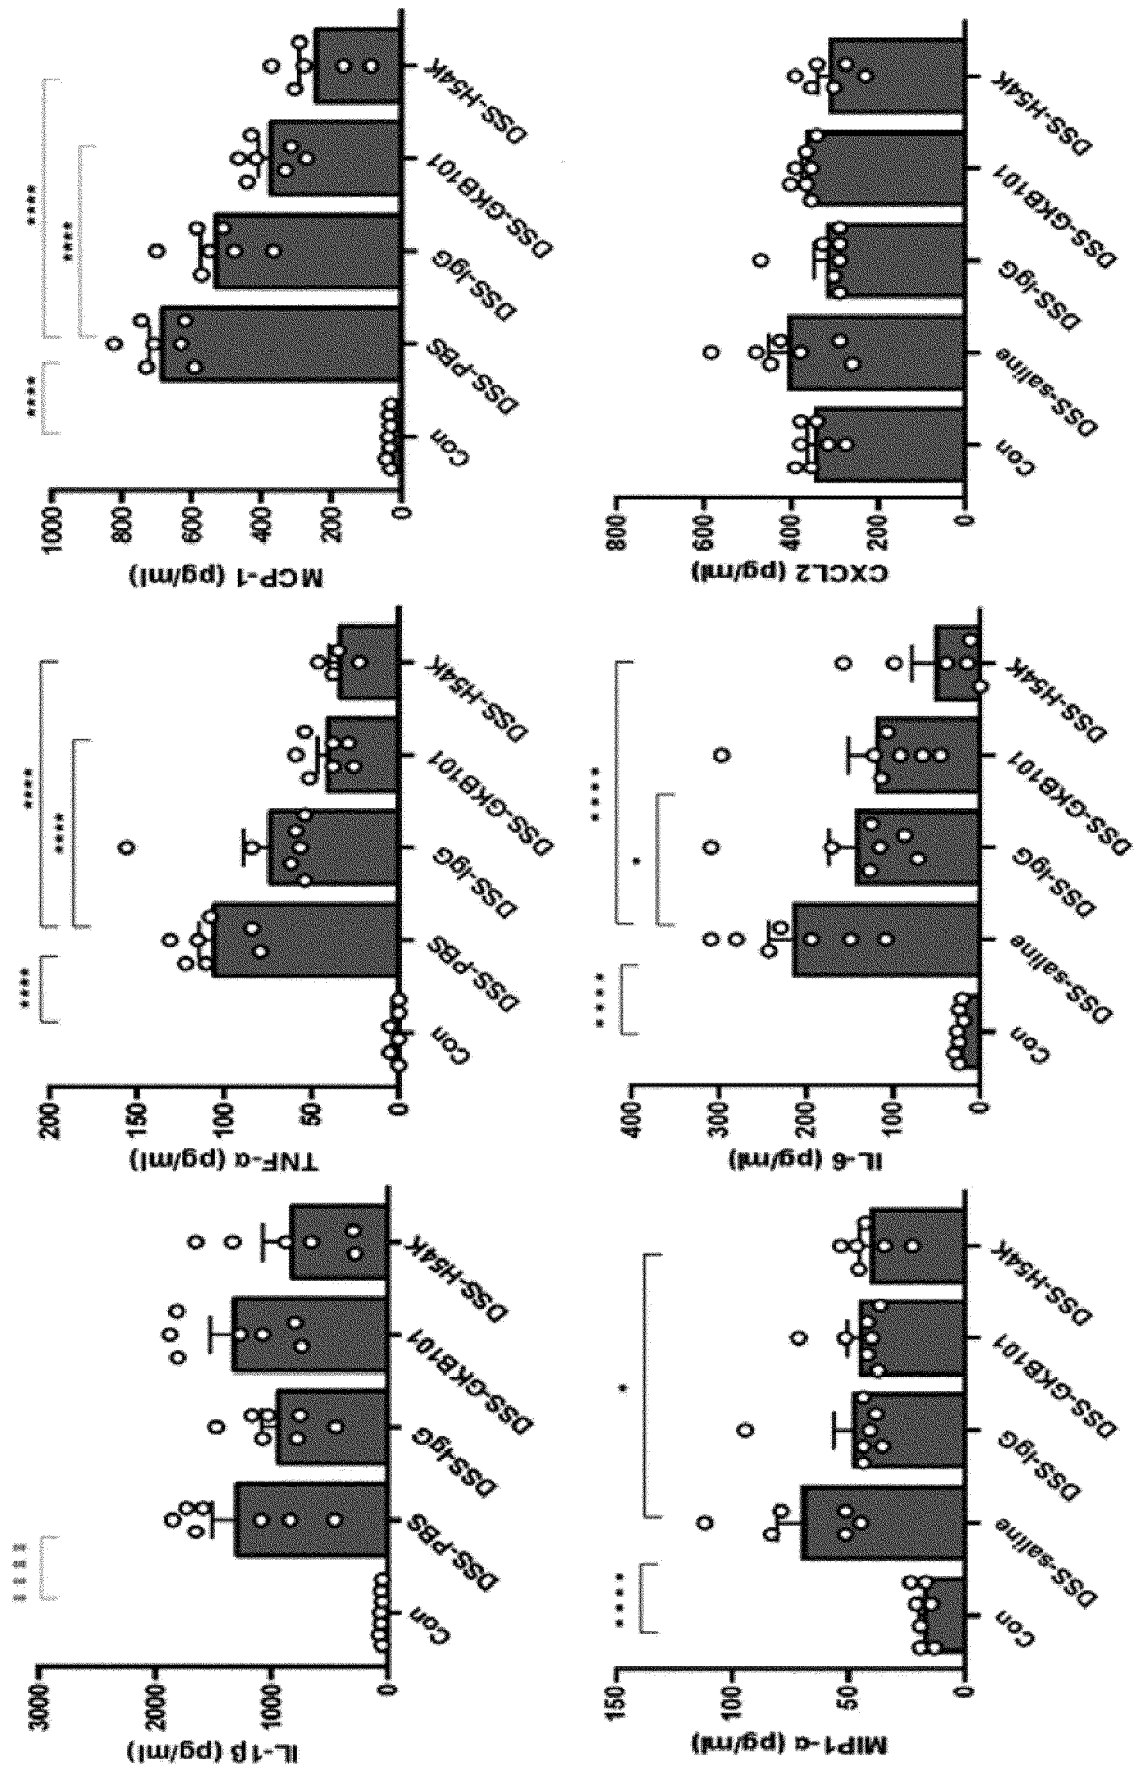 IL-1β (pg/ml)
3000
2000
1000
0
Con
DSS-PBS
DSS-IgG
DSS-GKB101
DSS-H54K
****
TNF-α (pg/ml)
200
150
100
50
0
Con
DSS-PBS
DSS-IgG
DSS-GKB101
DSS-H54K
****
****
****
MCP-1 (pg/ml)
1000
800
600
400
200
0
Con
DSS-PBS
DSS-IgG
DSS-GKB101
DSS-H54K
****
****
****
MIP1-α (pg/ml)
150
100
50
0
Con
DSS-saline
DSS-IgG
DSS-GKB101
DSS-H54K
****
*
IL-6 (pg/ml)
400
300
200
100
0
Con
DSS-saline
DSS-IgG
DSS-GKB101
DSS-H54K
****
*
****
CXCL2 (pg/ml)
800
600
400
200
0
Con
DSS-saline
DSS-IgG
DSS-GKB101
DSS-H54K